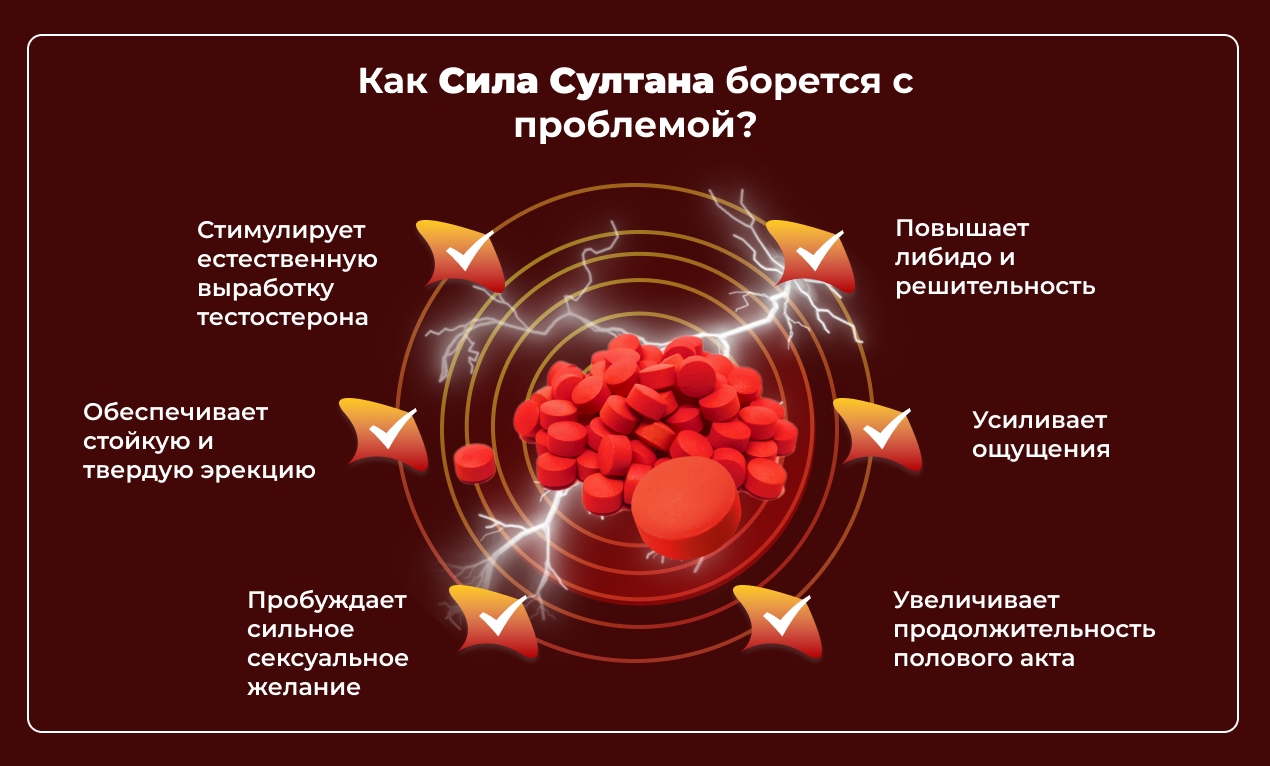 Как Сила Султана борется с
проблемой?
Стимулирует
естественную
выработку
тестостерона
Повышает
либидо и
решительность
Обеспечивает
стойкую и
твердую эрекцию
Усиливает
ощущения
Пробуждает
сильное
сексуальное
желание
Увеличивает
продолжительность
полового акта